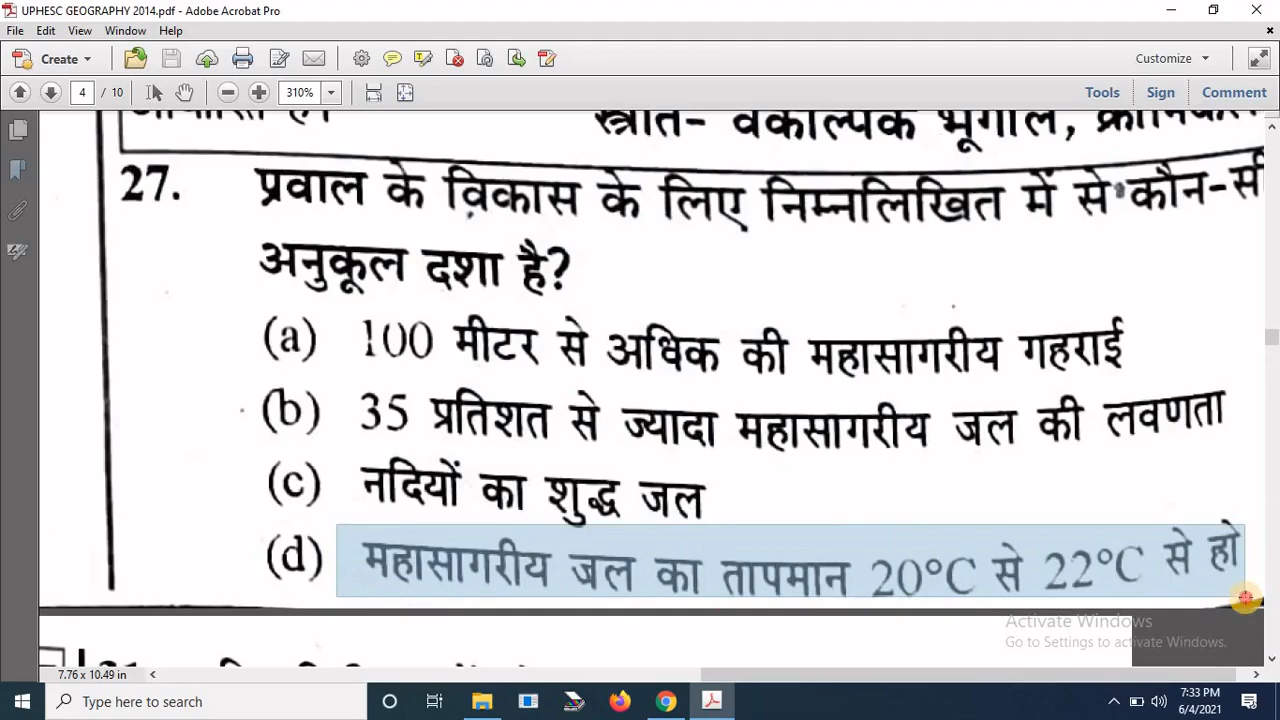 UPHESC GEOGRAPHY 2014.pdf - Adobe Acrobat Pro
File Edit View Window Help
Create Customize
4 / 10 310% Tools Sign Comment
स्त्रोत- वैकल्पिक भूगोल,
27. प्रवाल के विकास के लिए निम्नलिखित में से कौन-सी
अनुकूल दशा है?
(a) 100 मीटर से अधिक की महासागरीय गहराई
(b) 35 प्रतिशत से ज्यादा महासागरीय जल की लवणता
(c) नदियों का शुद्ध जल
(d) महासागरीय जल का तापमान 20°C से 22°C से हो
Activate Windows
Go to Settings to activate Windows.
7.76 x 10.49 in
Type here to search
7:33 PM
6/4/2021